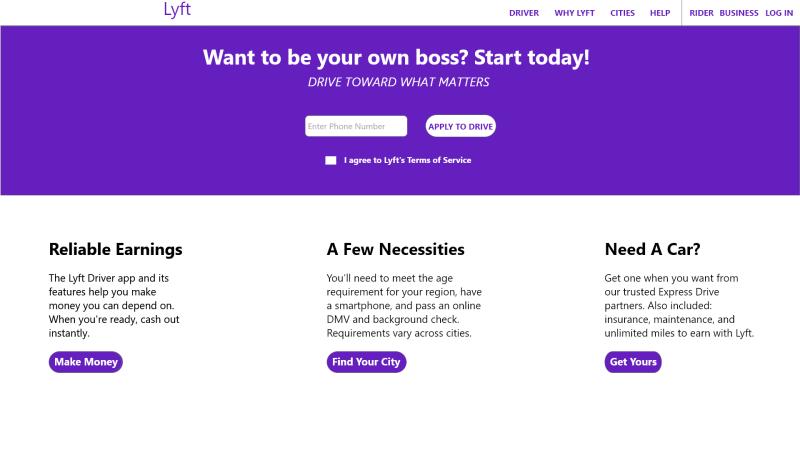 Lyft
DRIVER WHY LYFT CITIES HELP RIDER BUSINESS LOG IN
Want to be your own boss? Start today!
DRIVE TOWARD WHAT MATTERS
Enter Phone Number
APPLY TO DRIVE
I agree to Lyft's Terms of Service
Reliable Earnings
The Lyft Driver app and its
features help you make
money you can depend on.
When you're ready, cash out
instantly.
Make Money
A Few Necessities
You'll need to meet the age
requirement for your region, have
a smartphone, and pass an online
DMV and background check.
Requirements vary across cities.
Find Your City
Need A Car?
Get one when you want from
our trusted Express Drive
partners. Also included:
insurance, maintenance, and
unlimited miles to earn with Lyft.
Get Yours